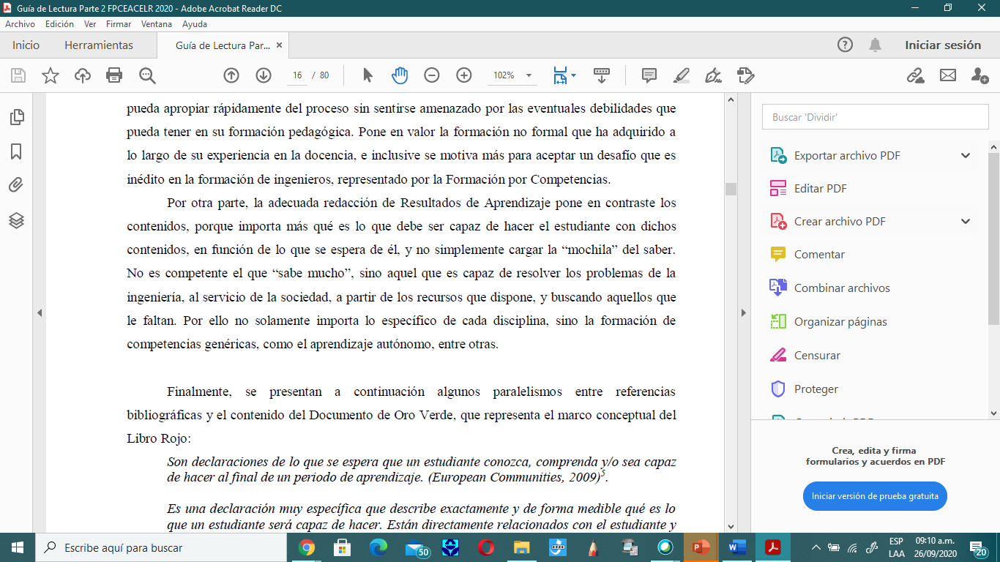 Guía de Lectura Parte 2 FPCEACELR 2020 - Adobe Acrobat Reader DC
Archivo Edición Ver Firmar Ventana Ayuda
Inicio Herramientas Guía de Lectura Par... × Iniciar sesión
16 / 80 102%
pueda apropiar rápidamente del proceso sin sentirse amenazado por las eventuales debilidades que
pueda tener en su formación pedagógica. Pone en valor la formación no formal que ha adquirido a
lo largo de su experiencia en la docencia, e inclusive se motiva más para aceptar un desafío que es
inédito en la formación de ingenieros, representado por la Formación por Competencias.
Por otra parte, la adecuada redacción de Resultados de Aprendizaje pone en contraste los
contenidos, porque importa más qué es lo que debe ser capaz de hacer el estudiante con dichos
contenidos, en función de lo que se espera de él, y no simplemente cargar la “mochila” del saber.
No es competente el que “sabe mucho”, sino aquel que es capaz de resolver los problemas de la
ingeniería, al servicio de la sociedad, a partir de los recursos que dispone, y buscando aquellos que
le faltan. Por ello no solamente importa lo específico de cada disciplina, sino la formación de
competencias genéricas, como el aprendizaje autónomo, entre otras.
Finalmente, se presentan a continuación algunos paralelismos entre referencias
bibliográficas y el contenido del Documento de Oro Verde, que representa el marco conceptual del
Libro Rojo:
Son declaraciones de lo que se espera que un estudiante conozca, comprenda y/o sea capaz
de hacer al final de un periodo de aprendizaje. (European Communities, 2009)5.
Es una declaración muy específica que describe exactamente y de forma medible qué es lo
que un estudiante será capaz de hacer. Están directamente relacionados con el estudiante y
Buscar 'Dividir'
Exportar archivo PDF
Editar PDF
Crear archivo PDF
Comentar
Combinar archivos
Organizar páginas
Censurar
Proteger
Crea, edita y firma
formularios y acuerdos en PDF
Iniciar versión de prueba gratuita
Escribe aquí para buscar
50
ESP
LAA
09:10 a.m.
26/09/2020
20